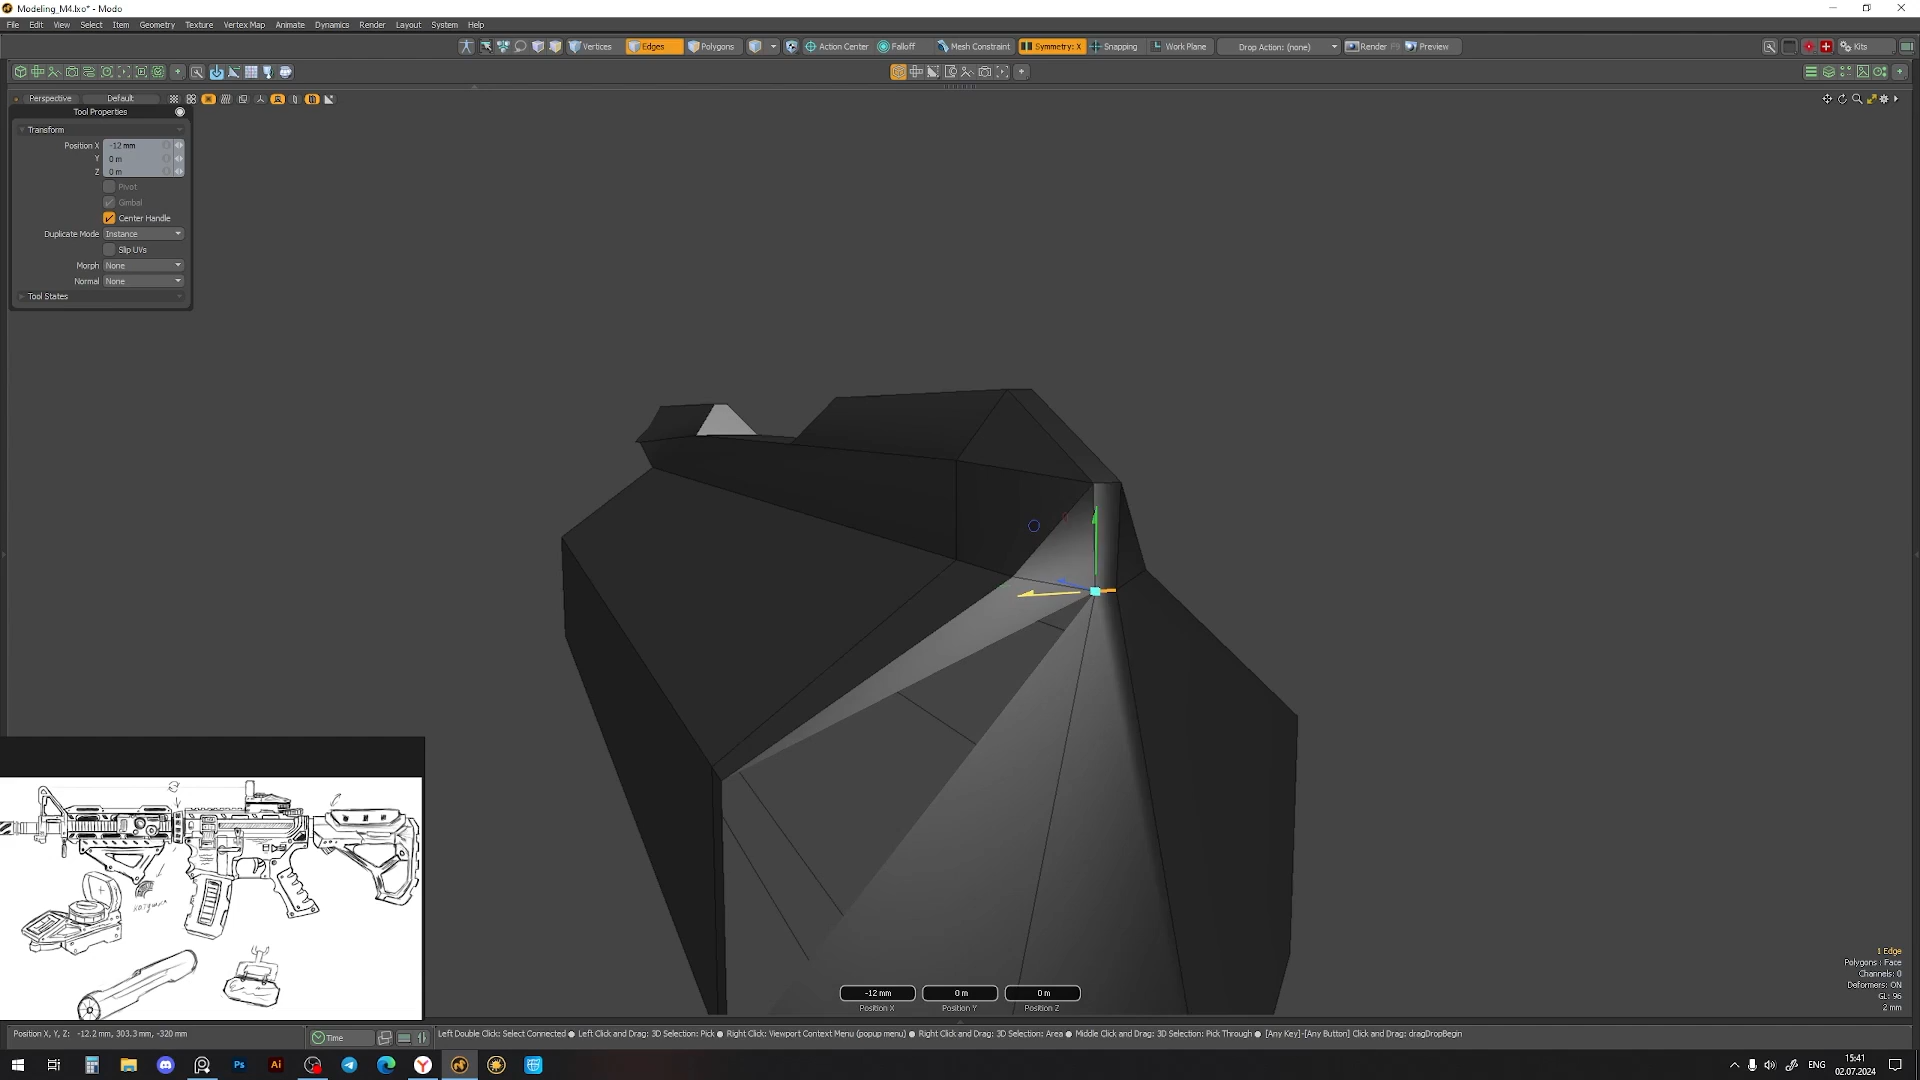 Modeling_M4.lxo* - Modo
File Edit View Select Item Geometry Texture Vertex Map Animate Dynamics Render Layout System Help
Vertices Edges Polygons Action Center Falloff Mesh Constraint Symmetry: X Snapping Work Plane Drop Action: (none) Render F9 Preview Kits
Perspective Default
Tool Properties
Transform
Position X -12 mm
Y 0 m
Z 0 m
Pivot
Gimbal
Center Handle
Duplicate Mode Instance
Slip UVs
Morph None
Normal None
Tool States
1 Edge
Polygons : Face
Channels: 0
Deformers: ON
GL: 96
2 mm
-12 mm 0 m 0 m
Position X Position Y Position Z
Position X, Y, Z: -12.2 mm, 303.3 mm, -320 mm Time Left Double Click: Select Connected ● Left Click and Drag: 3D Selection: Pick ● Right Click: Viewport Context Menu (popup menu) ● Right Click and Drag: 3D Selection: Area ● Middle Click and Drag: 3D Selection: Pick Through ● [Any Key]-[Any Button] Click and Drag: dragDropBegin
Ps Ai Y ENG 15:41
02.07.2024